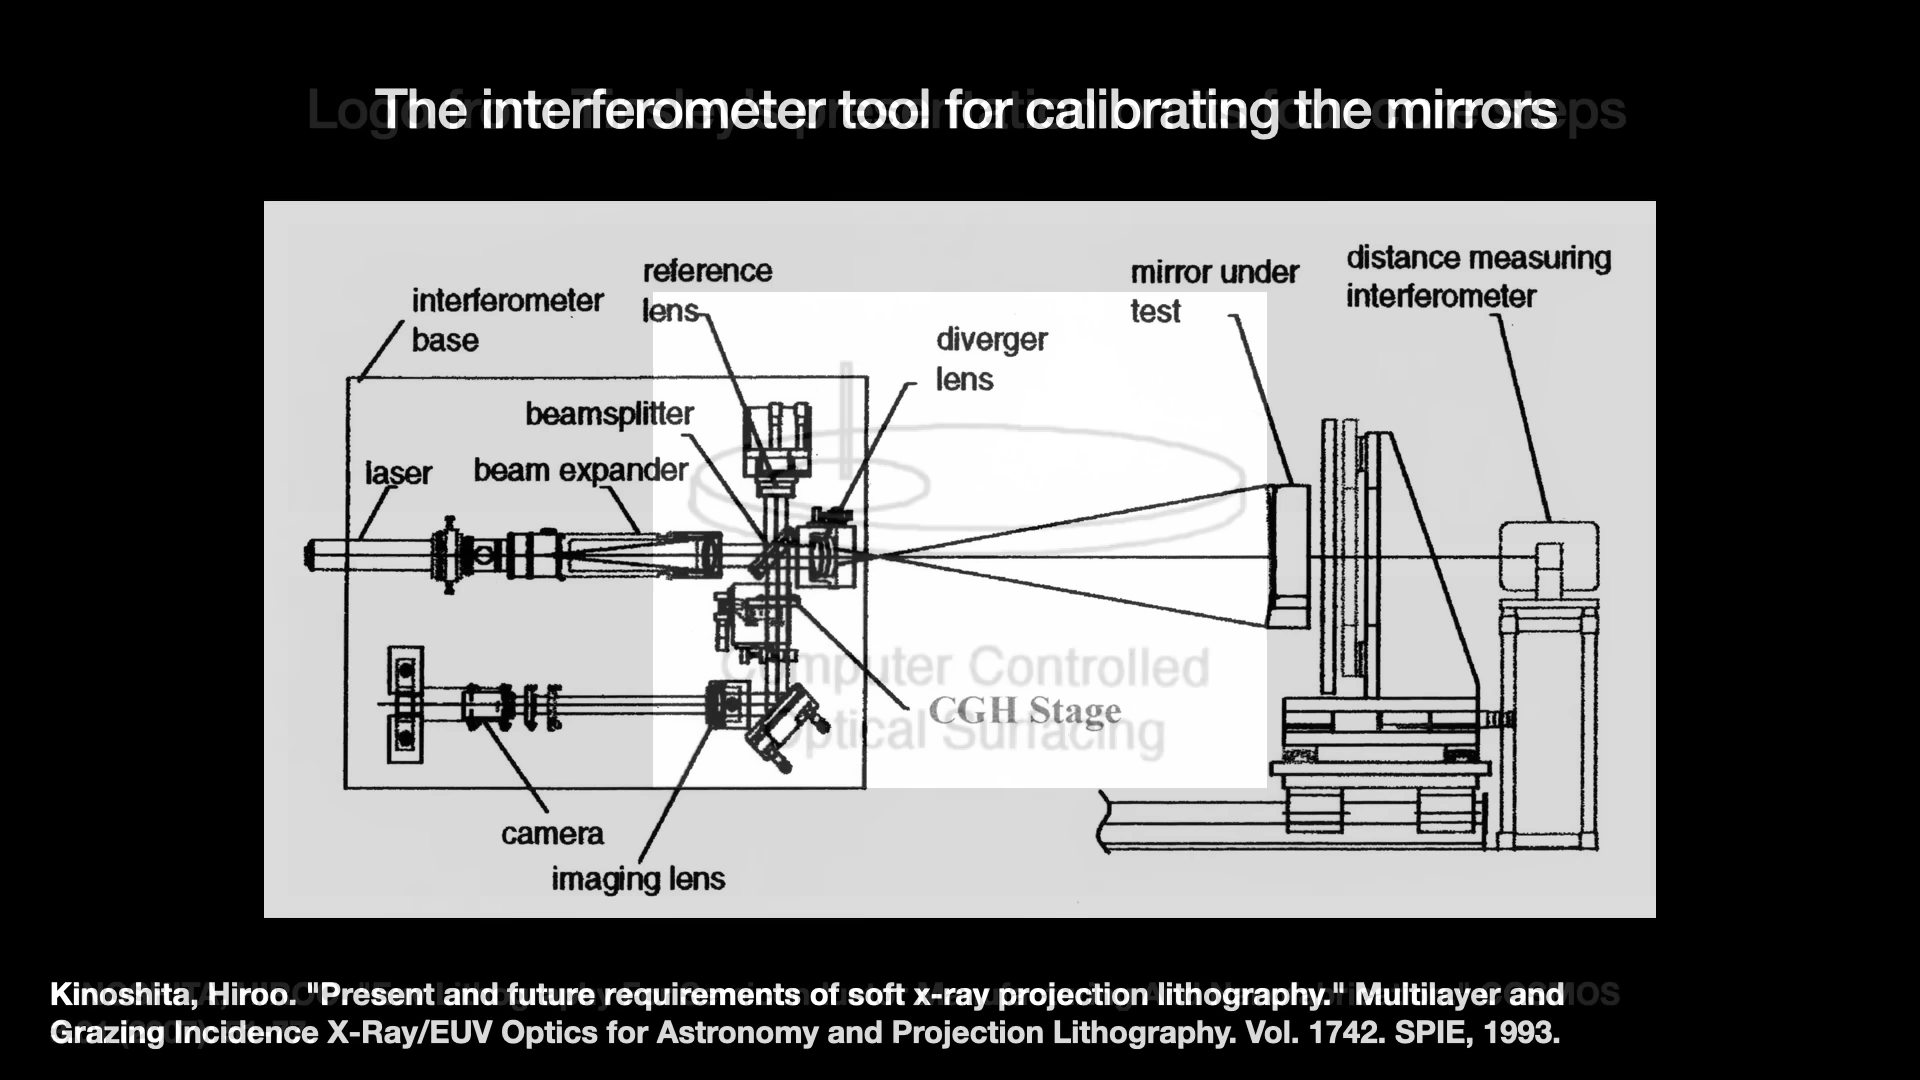 The interferometer tool for calibrating the mirrors
reference
lens
interferometer
base
mirror under
test
distance measuring
interferometer
diverger
lens
beamsplitter
laser
beam expander
Computer Controlled
Optical Surfacing
CGH Stage
camera
imaging lens
Kinoshita, Hiroo. "Present and future requirements of soft x-ray projection lithography." Multilayer and
Grazing Incidence X-Ray/EUV Optics for Astronomy and Projection Lithography. Vol. 1742. SPIE, 1993.